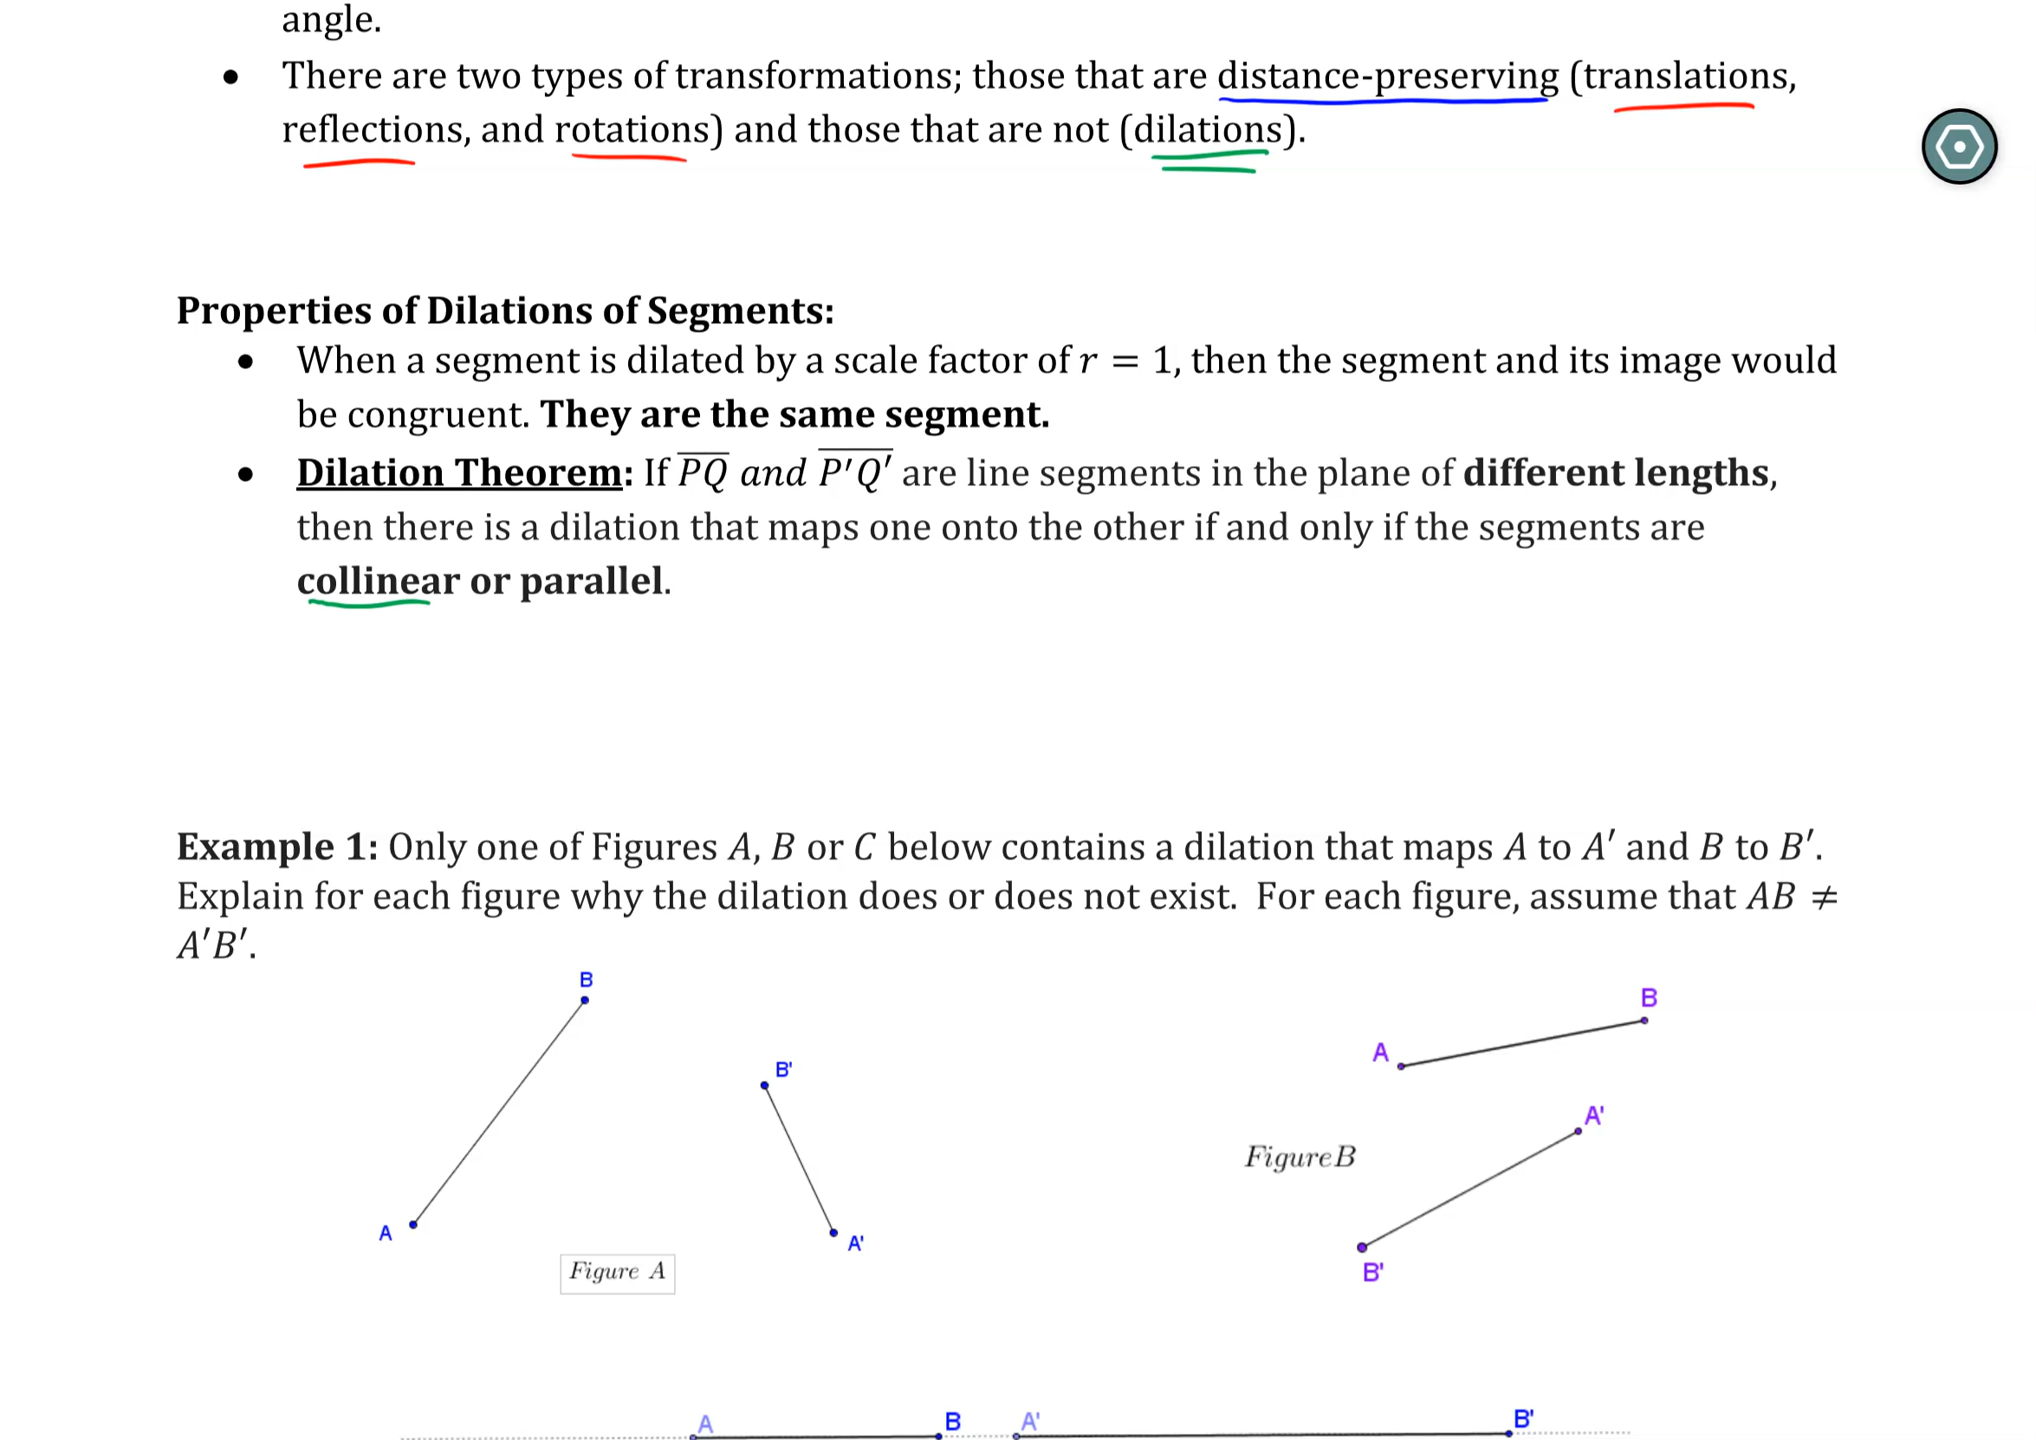 angle.
• There are two types of transformations; those that are distance-preserving (translations,
reflections, and rotations) and those that are not (dilations).
Properties of Dilations of Segments:
• When a segment is dilated by a scale factor of r = 1, then the segment and its image would
be congruent. They are the same segment.
• Dilation Theorem: If P̅Q̅ and P̅′Q̅′ are line segments in the plane of different lengths,
then there is a dilation that maps one onto the other if and only if the segments are
collinear or parallel.
Example 1: Only one of Figures A, B or C below contains a dilation that maps A to A′ and B to B′.
Explain for each figure why the dilation does or does not exist. For each figure, assume that AB ≠
A′B′.
B
B'
A
A'
Figure A
B
A
A'
FigureB
B'
A B A' B'